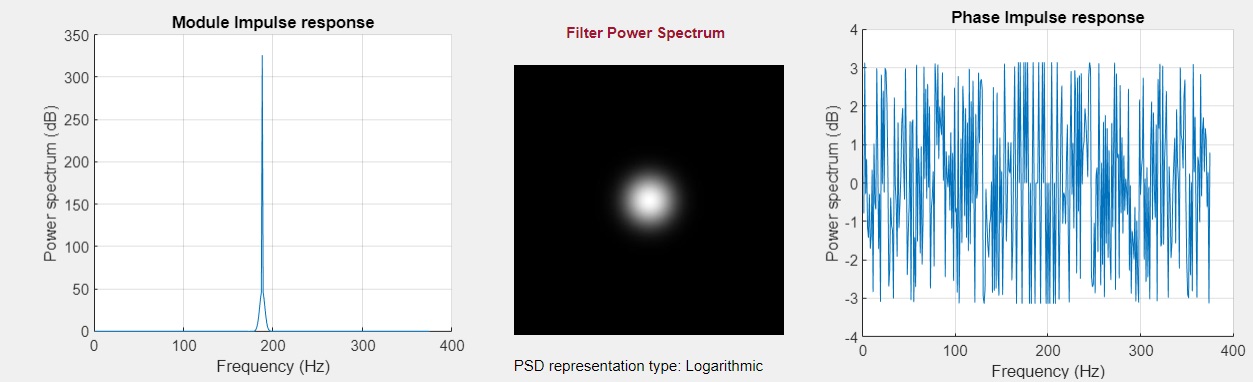 Module Impulse response
350
300
250
200
150
100
50
0
Power spectrum (dB)
0 100 200 300 400
Frequency (Hz)
Filter Power Spectrum
PSD representation type: Logarithmic
Phase Impulse response
4
3
2
1
0
-1
-2
-3
-4
Power spectrum (dB)
0 100 200 300 400
Frequency (Hz)